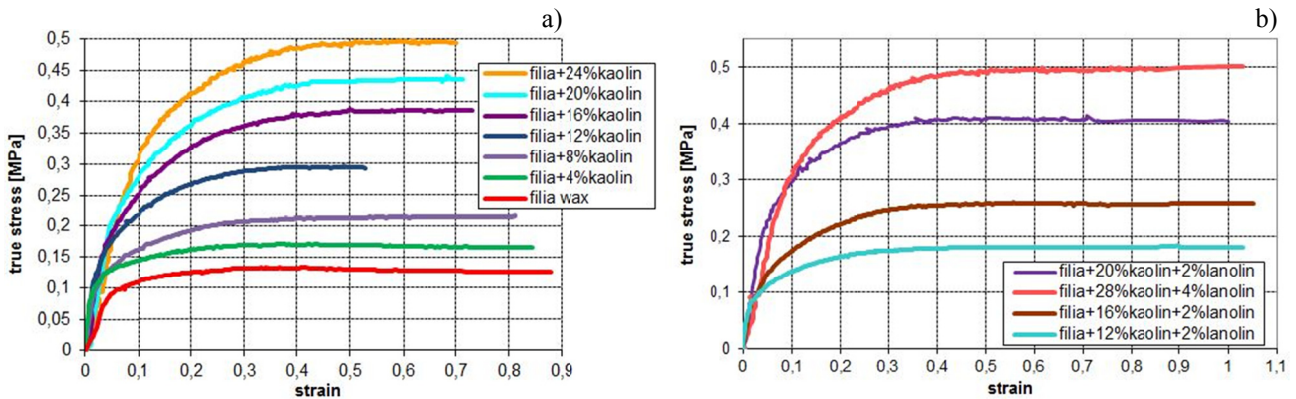 a)
true stress [MPa]
0,5
0,45
0,4
0,35
0,3
0,25
0,2
0,15
0,1
0,05
0
0 0,1 0,2 0,3 0,4 0,5 0,6 0,7 0,8 0,9
strain
filia+24%kaolin
filia+20%kaolin
filia+16%kaolin
filia+12%kaolin
filia+8%kaolin
filia+4%kaolin
filia wax
b)
true stress [MPa]
0,5
0,4
0,3
0,2
0,1
0
0 0,1 0,2 0,3 0,4 0,5 0,6 0,7 0,8 0,9 1 1,1
strain
filia+20%kaolin+2%lanolin
filia+28%kaolin+4%lanolin
filia+16%kaolin+2%lanolin
filia+12%kaolin+2%lanolin